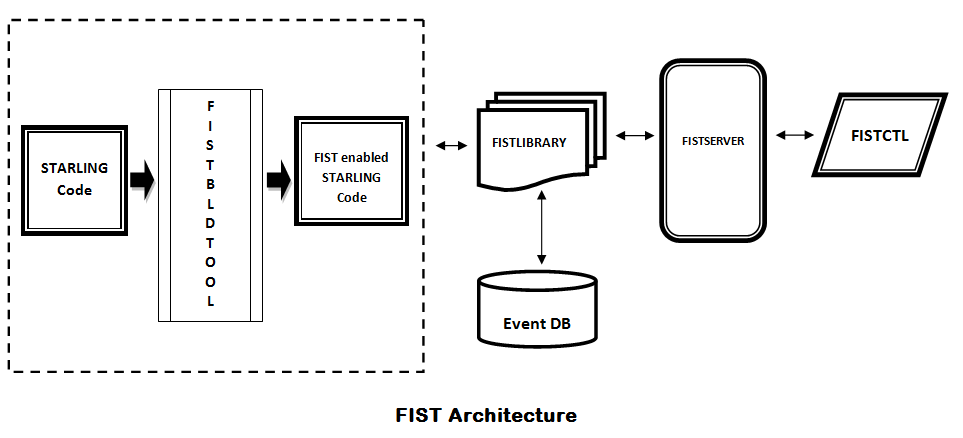 STARLING
Code
F
I
S
T
B
L
D
T
O
O
L
FIST enabled
STARLING
Code
FISTLIBRARY
FISTSERVER
FISTCTL
Event DB
FIST Architecture